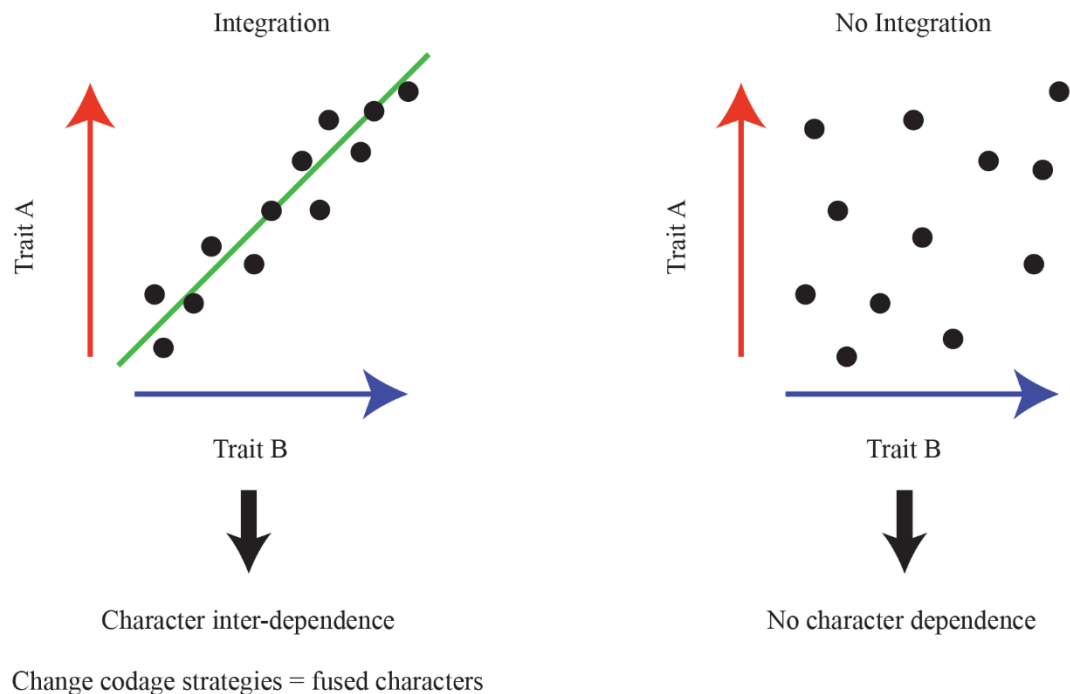 Integration
No Integration
Trait A
Trait B
Trait A
Trait B
Character inter-dependence
No character dependence
Change codage strategies = fused characters